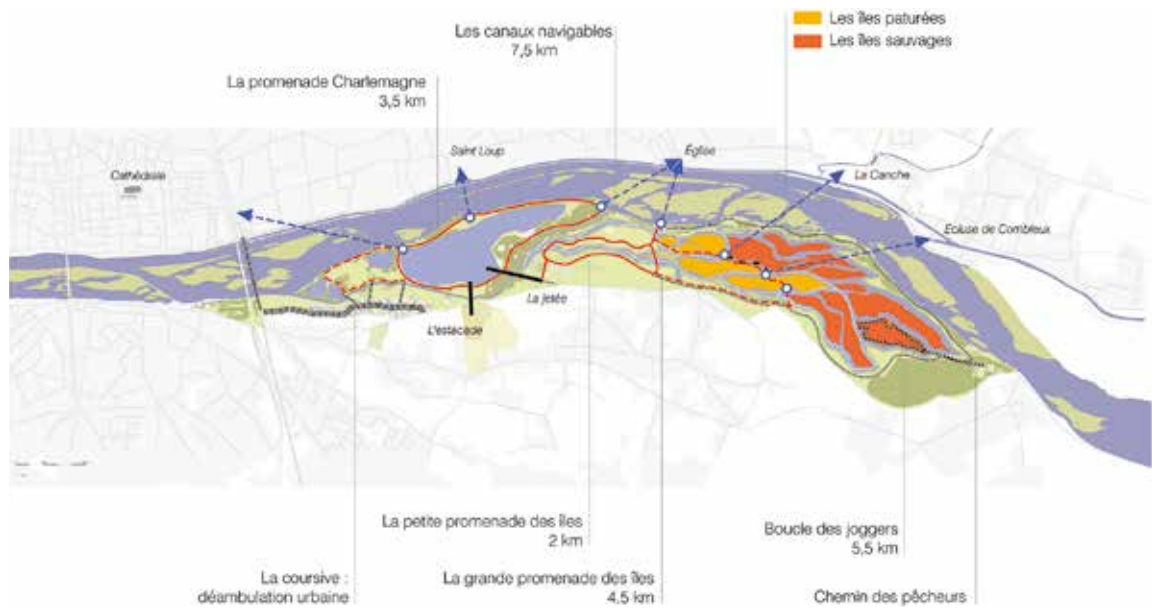 Les îles paturées
Les îles sauvages
Les canaux navigables
7,5 km
La promenade Charlemagne
3,5 km
Saint Loup
Église
Cathédrale
La Canche
Ecluse de Combleux
La jetée
L'estacade
La petite promenade des îles
2 km
Boucle des joggers
5,5 km
La coursive :
déambulation urbaine
La grande promenade des îles
4,5 km
Chemin des pêcheurs